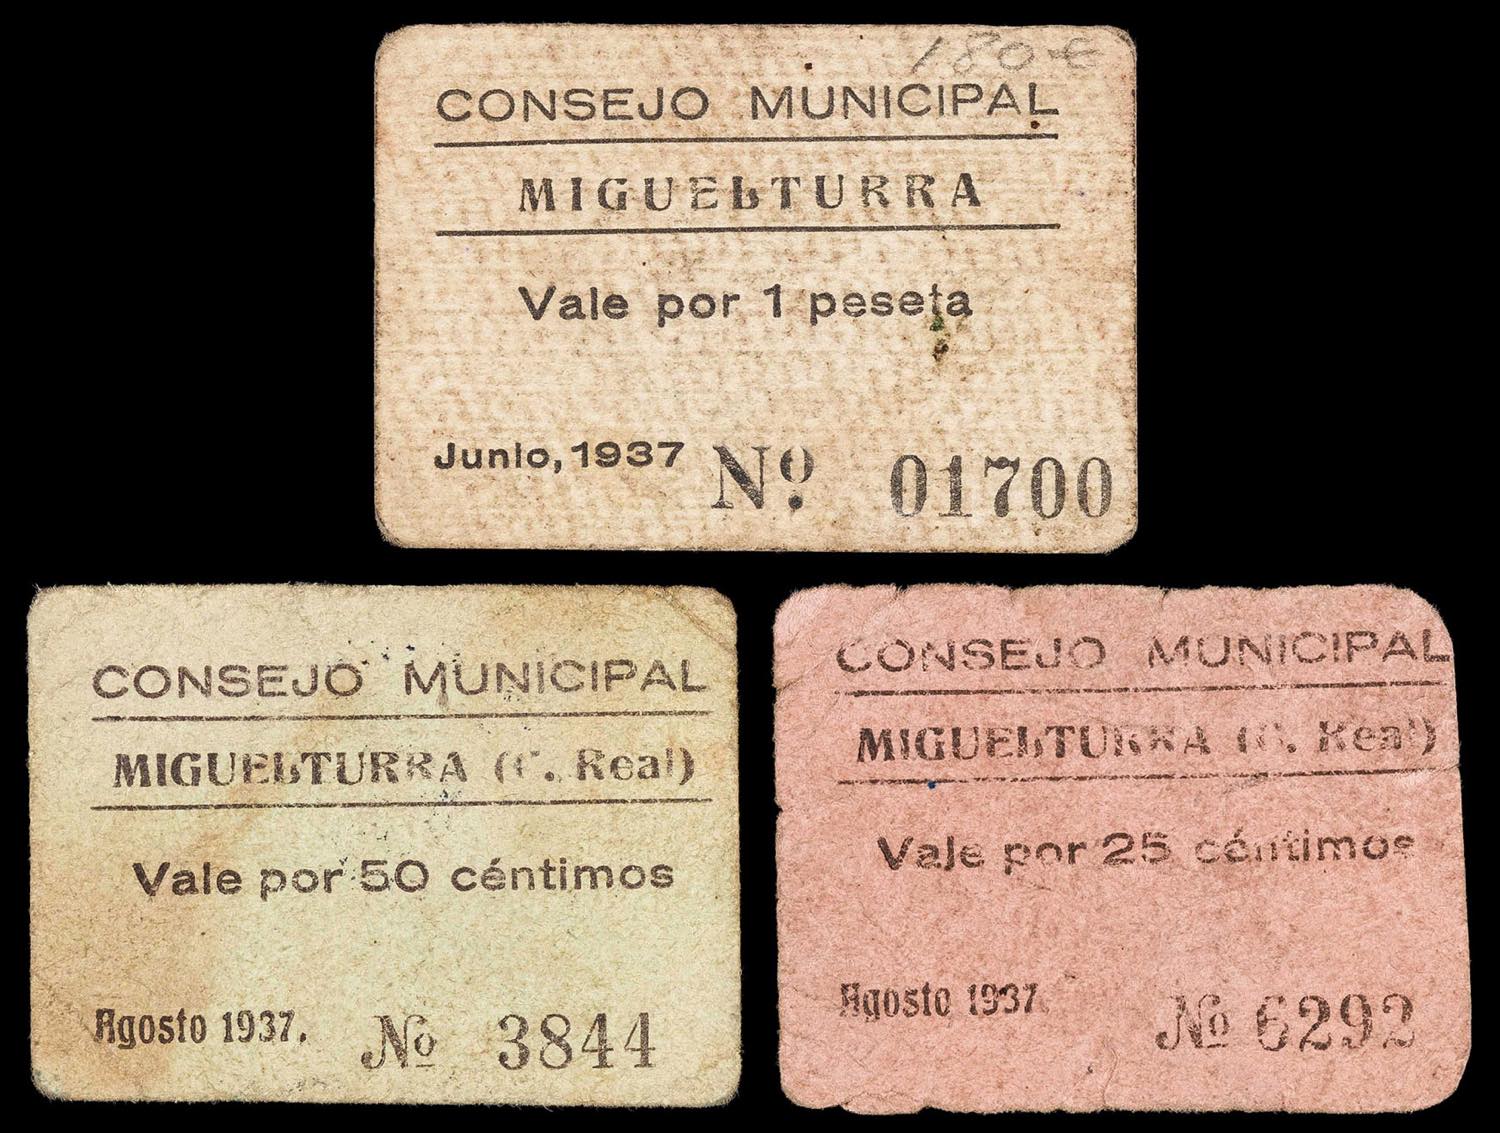 180 €
CONSEJO MUNICIPAL
MIGUELTURRA
Vale por 1 peseta
Junio, 1937 Nº 01700
CONSEJO MUNICIPAL
MIGUELTURRA (C. Real)
Vale por 50 céntimos
Agosto 1937. Nº 3844
CONSEJO MUNICIPAL
MIGUELTURRA (C. Real)
Vale por 25 céntimos
Agosto 1937. Nº 6292